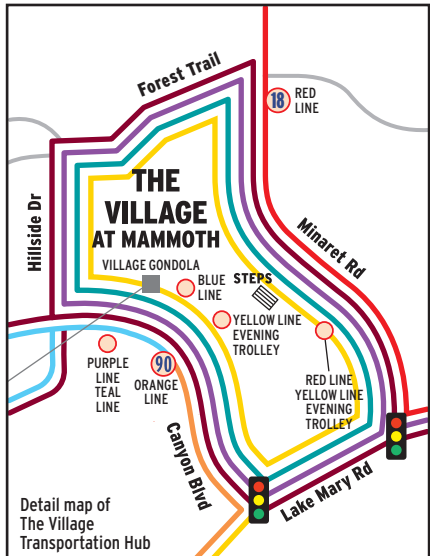 Forest Trail
18
RED
LINE
Hillside Dr
THE
VILLAGE
AT MAMMOTH
Minaret Rd
VILLAGE GONDOLA
BLUE
LINE
STEPS
YELLOW LINE
EVENING
TROLLEY
PURPLE
LINE
TEAL
LINE
90
ORANGE
LINE
RED LINE
YELLOW LINE
EVENING
TROLLEY
Canyon Blvd
Lake Mary Rd
Detail map of
The Village
Transportation Hub